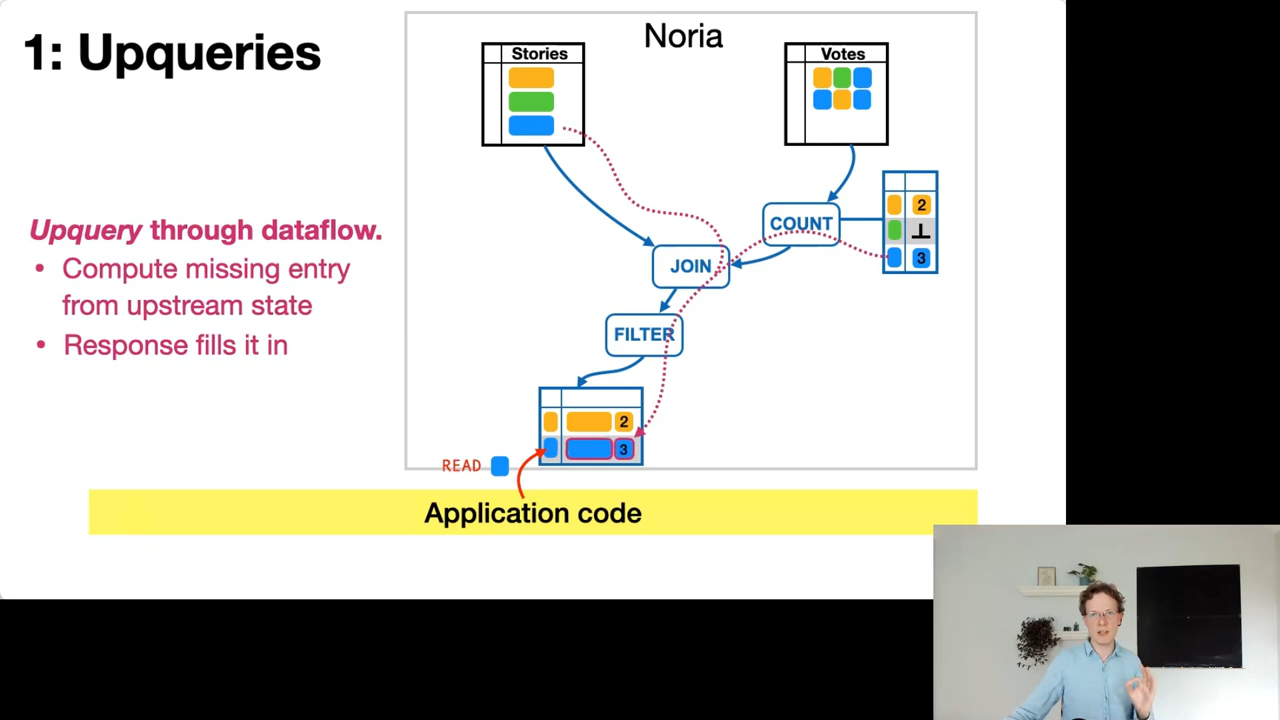 1: Upqueries
Noria
Stories
Votes
COUNT
2
⊥
3
JOIN
FILTER
2
3
Upquery through dataflow.
• Compute missing entry
from upstream state
• Response fills it in
READ
Application code